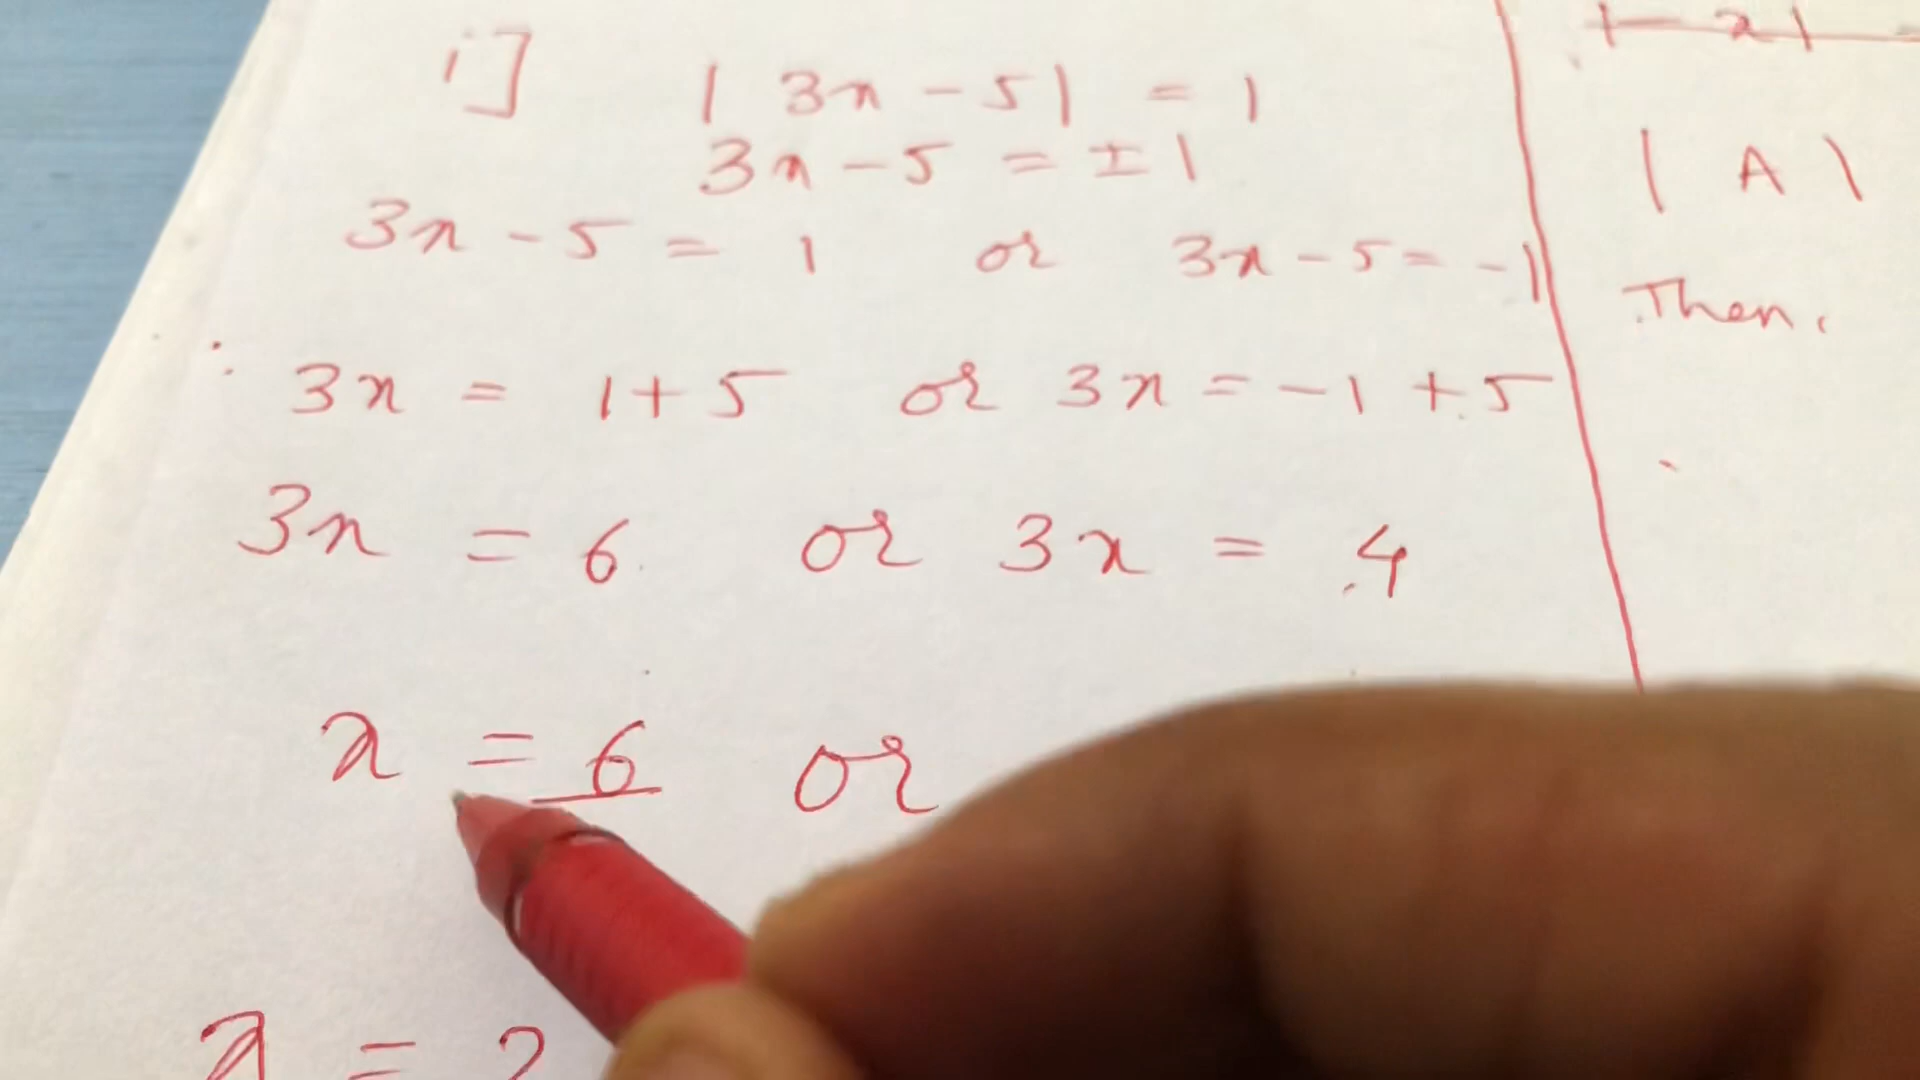 i] | 3x - 5 | = 1
3x - 5 = ± 1
3x - 5 = 1 or 3x - 5 = -1
3x = 1 + 5 or 3x = -1 + 5
3x = 6 or 3x = 4
x = 6 or
x = 2
| A |
Then,